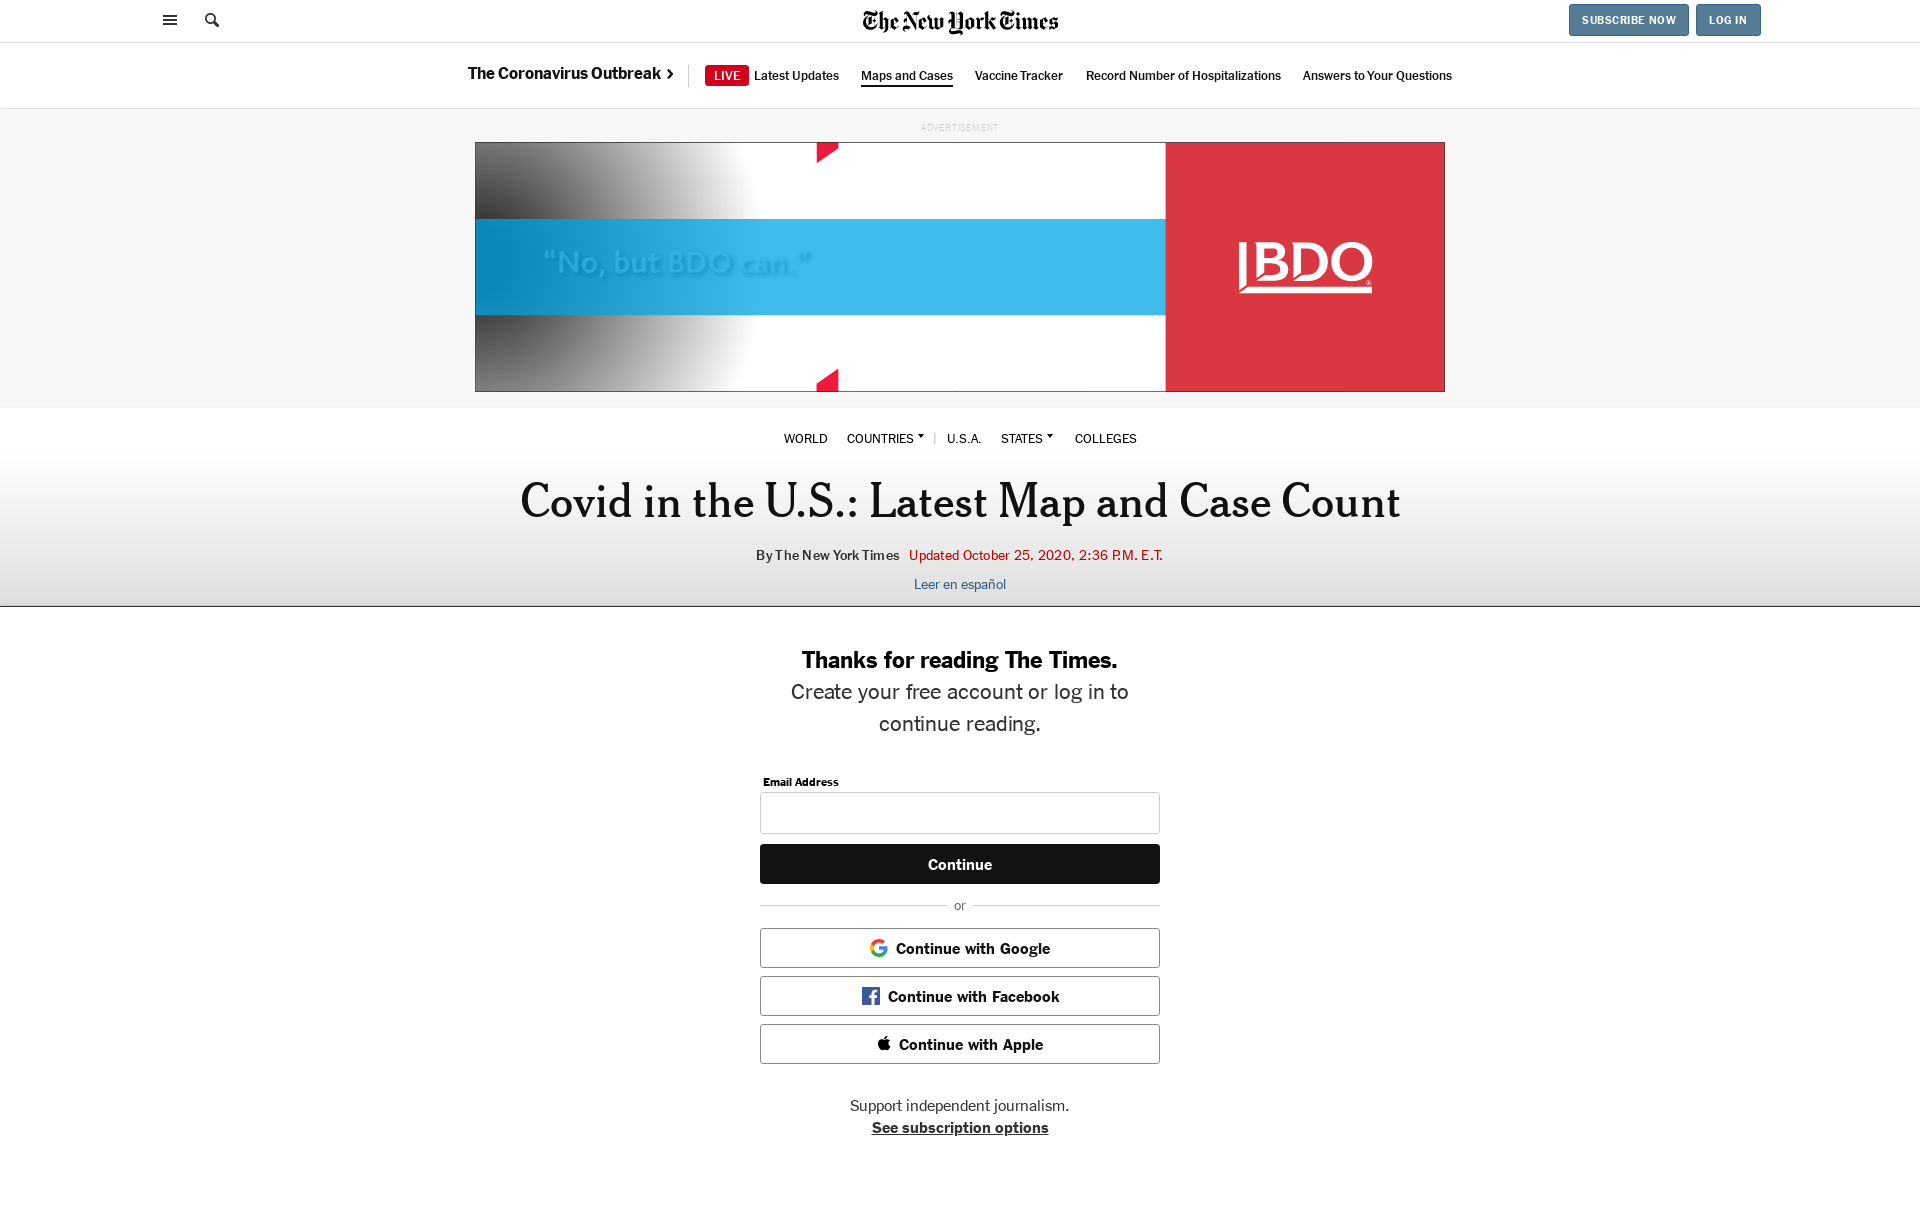 The New York Times
SUBSCRIBE NOW
LOG IN
The Coronavirus Outbreak
LIVE Latest Updates
Maps and Cases
Vaccine Tracker
Record Number of Hospitalizations
Answers to Your Questions
ADVERTISEMENT
“No, but BDO can.”
BDO®
WORLD
COUNTRIES
U.S.A.
STATES
COLLEGES
Covid in the U.S.: Latest Map and Case Count
By The New York Times Updated October 25, 2020, 2:36 P.M. E.T.
Leer en español
Thanks for reading The Times.
Create your free account or log in to
continue reading.
Email Address
Continue
or
Continue with Google
Continue with Facebook
Continue with Apple
Support independent journalism.
See subscription options